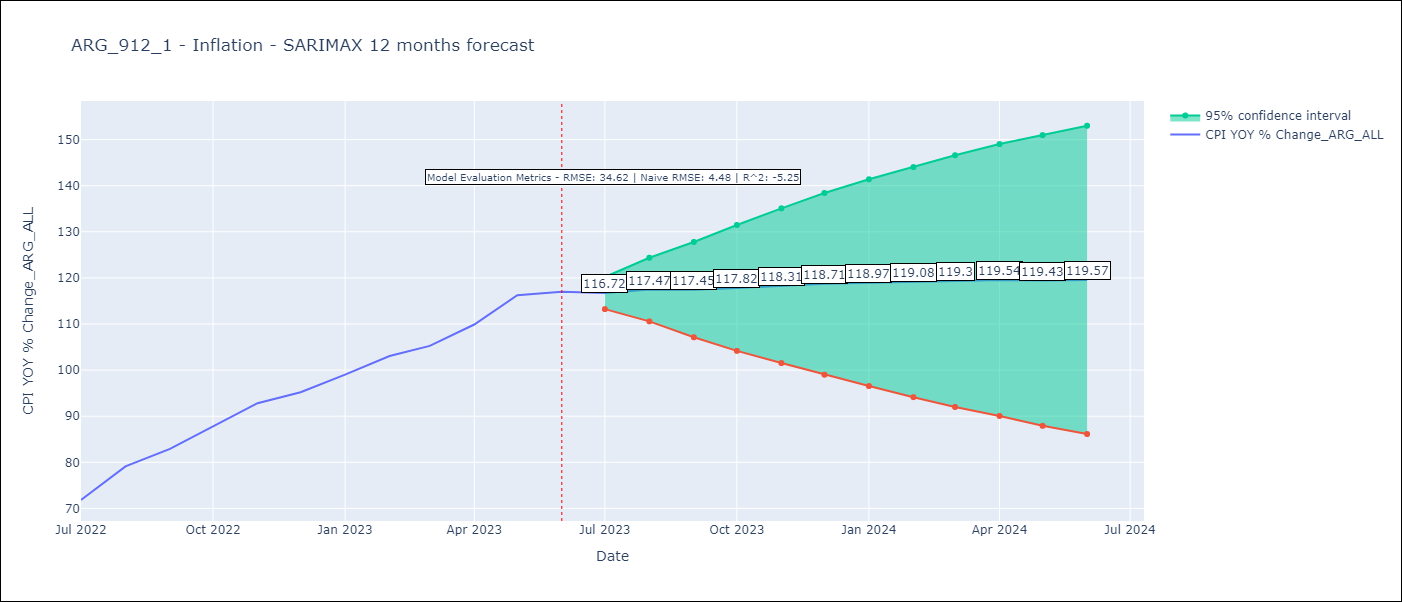 ARG_912_1 - Inflation - SARIMAX 12 months forecast
95% confidence interval
CPI YOY % Change_ARG_ALL
Model Evaluation Metrics - RMSE: 34.62 | Naive RMSE: 4.48 | R^2: -5.25
CPI YOY % Change_ARG_ALL
150
140
130
120
110
100
90
80
70
116.72 117.47 117.45 117.82 118.31 118.71 118.97 119.08 119.3 119.54 119.43 119.57
Jul 2022 Oct 2022 Jan 2023 Apr 2023 Jul 2023 Oct 2023 Jan 2024 Apr 2024 Jul 2024
Date